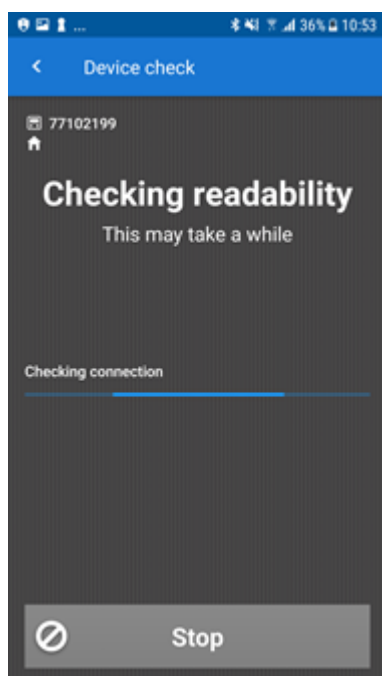 ... 36% 10:53
Device check
77102199
Checking readability
This may take a while
Checking connection
Stop